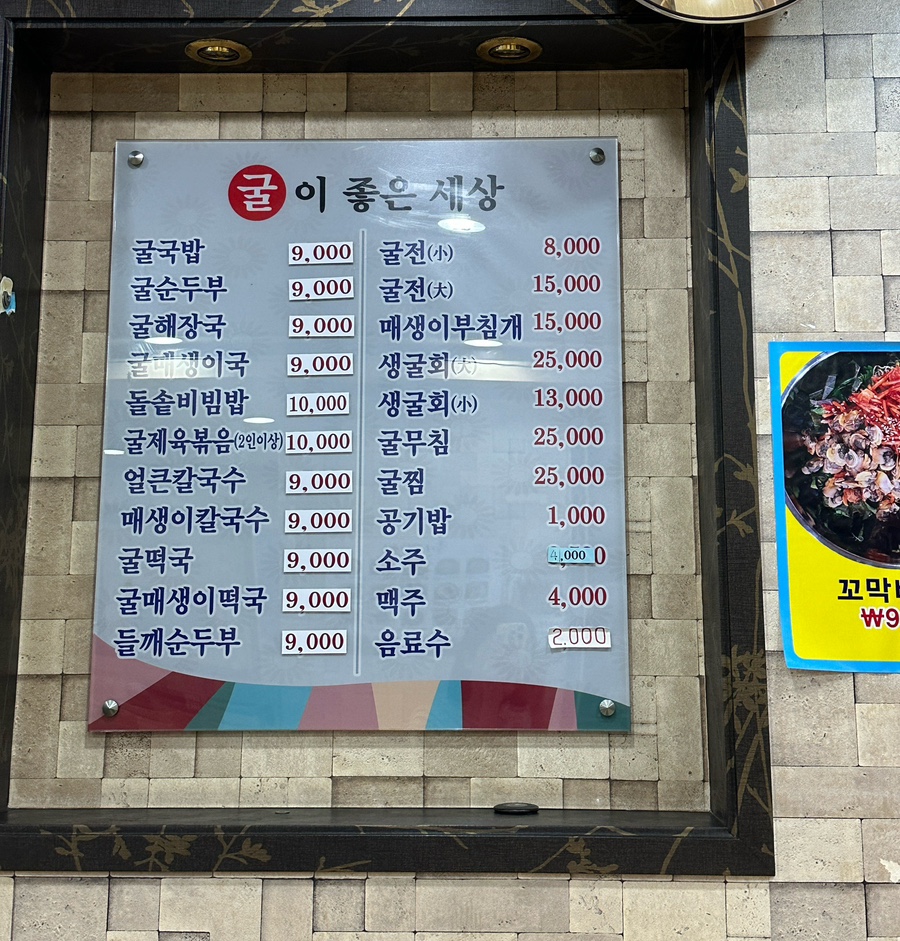 굴이 좋은 세상
굴국밥 9,000
굴순두부 9,000
굴해장국 9,000
굴매생이국 9,000
돌솥비빔밥 10,000
굴제육볶음(2인이상) 10,000
얼큰칼국수 9,000
매생이칼국수 9,000
굴떡국 9,000
굴매생이떡국 9,000
들깨순두부 9,000
굴전(小) 8,000
굴전(大) 15,000
매생이부침개 15,000
생굴회(大) 25,000
생굴회(小) 13,000
굴무침 25,000
굴찜 25,000
공기밥 1,000
소주 4,000
맥주 4,000
음료수 2.000
꼬막
₩9